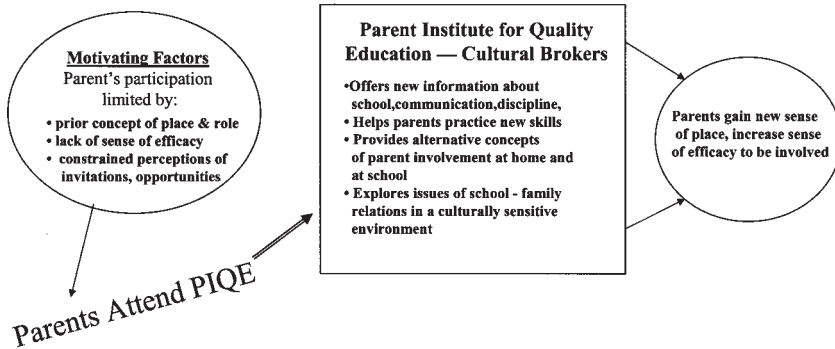 Motivating Factors
Parent's participation
limited by:
• prior concept of place & role
• lack of sense of efficacy
• constrained perceptions of
invitations, opportunities
Parents Attend PIQE
Parent Institute for Quality
Education — Cultural Brokers
•Offers new information about
school,communication,discipline,
• Helps parents practice new skills
• Provides alternative concepts
of parent involvement at home and
at school
• Explores issues of school - family
relations in a culturally sensitive
environment
Parents gain new sense
of place, increase sense
of efficacy to be involved